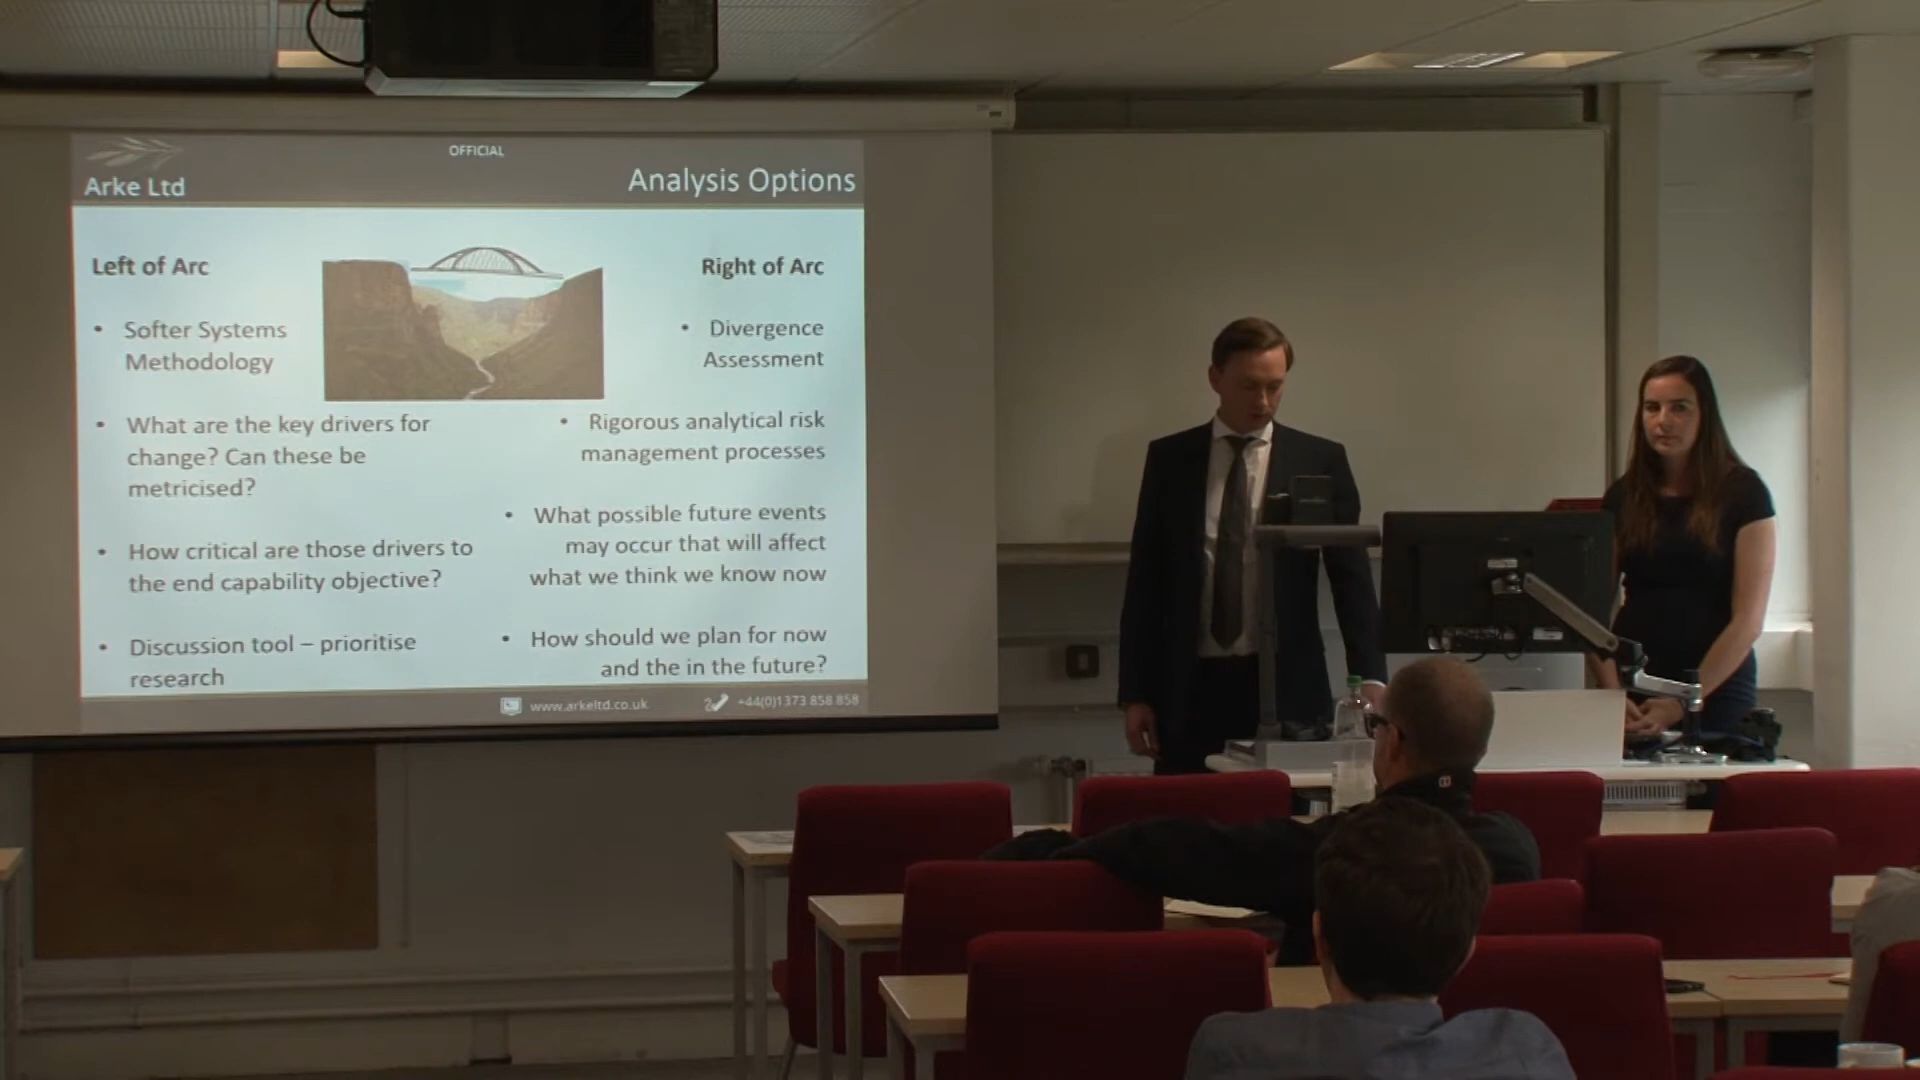 OFFICIAL
Arke Ltd
Analysis Options
Left of Arc
• Softer Systems
Methodology
• What are the key drivers for
change? Can these be
metricised?
• How critical are those drivers to
the end capability objective?
• Discussion tool – prioritise
research
Right of Arc
• Divergence
Assessment
• Rigorous analytical risk
management processes
• What possible future events
may occur that will affect
what we think we know now
• How should we plan for now
and the in the future?
www.arkeltd.co.uk
+44(0)1373 858 858